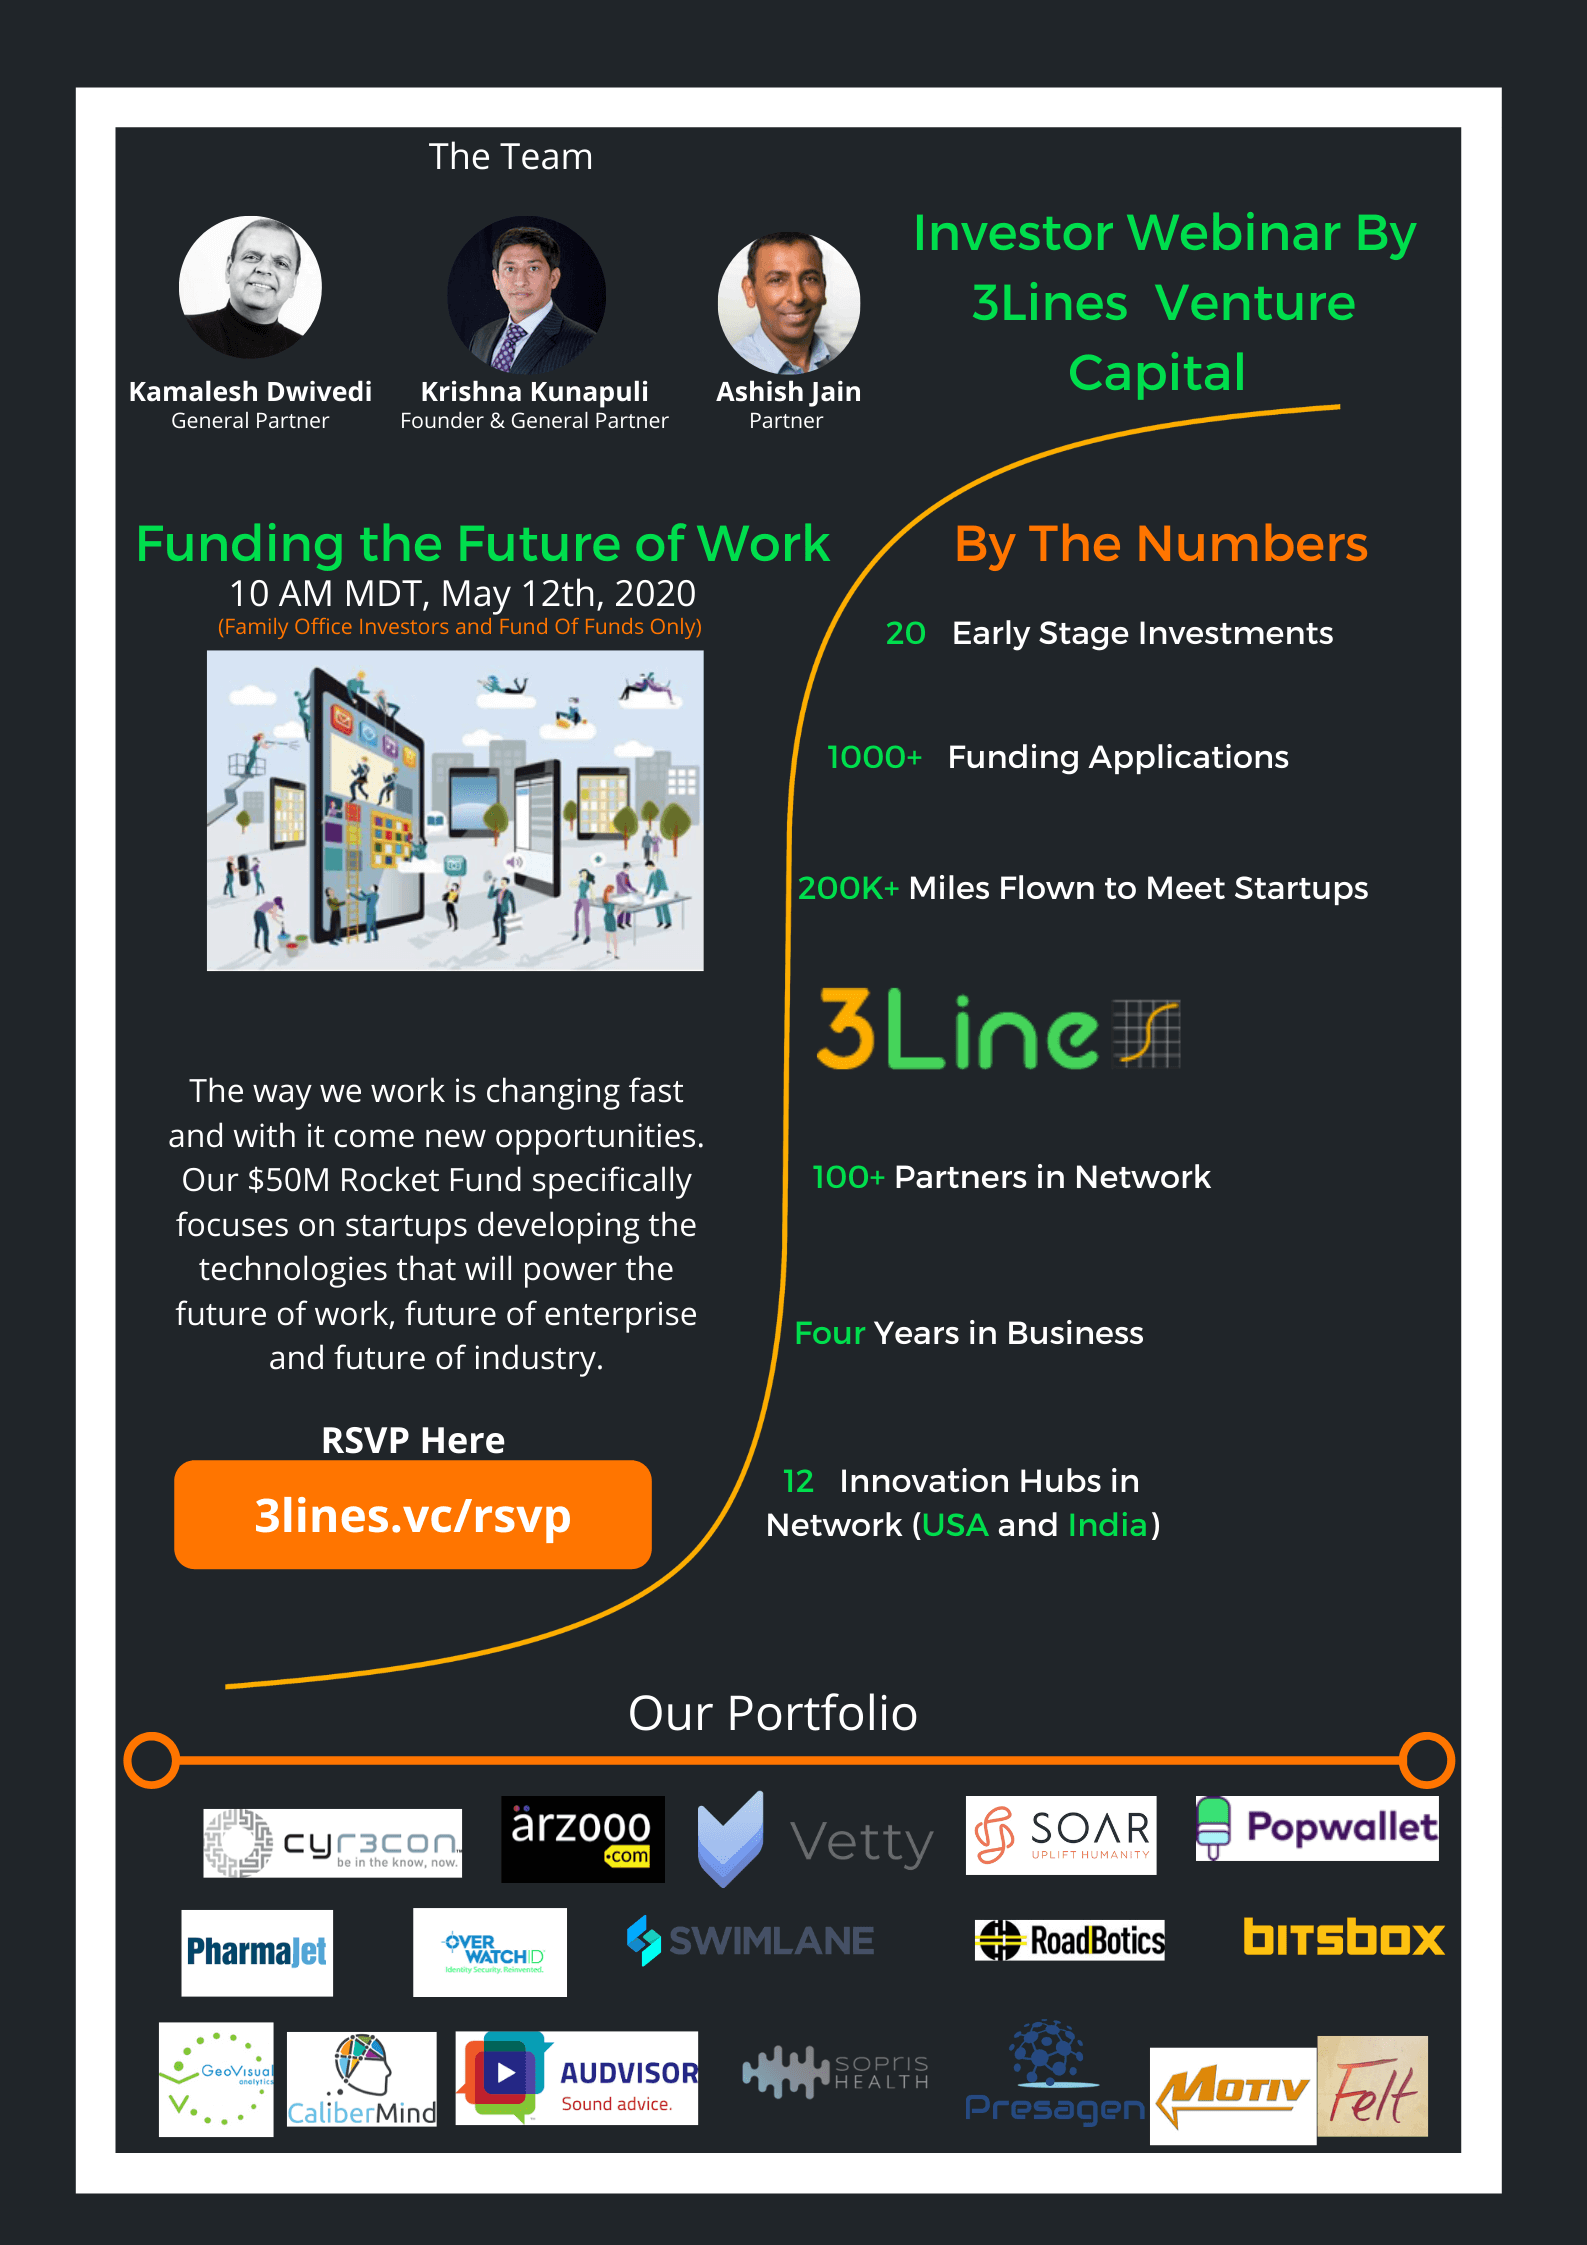 The Team
Kamalesh Dwivedi
General Partner
Krishna Kunapuli
Founder & General Partner
Ashish Jain
Partner
Investor Webinar By
3Lines Venture
Capital
Funding the Future of Work
10 AM MDT, May 12th, 2020
(Family Office Investors and Fund Of Funds Only)
The way we work is changing fast
and with it come new opportunities.
Our $50M Rocket Fund specifically
focuses on startups developing the
technologies that will power the
future of work, future of enterprise
and future of industry.
RSVP Here
3lines.vc/rsvp
By The Numbers
20 Early Stage Investments
1000+ Funding Applications
200K+ Miles Flown to Meet Startups
3Lines
100+ Partners in Network
Four Years in Business
12 Innovation Hubs in
Network (USA and India)
Our Portfolio
cyr3con
be in the know, now.
ärzooo
.com
Vetty
SOAR
UPLIFT HUMANITY
Popwallet
PharmaJet
OVER
WATCHID
Identity Security. Reinvented.
SWIMLANE
RoadBotics
bitsbox
GeoVisual
analytics
CaliberMind
AUDVISOR
Sound advice.
SOPRIS
HEALTH
Presagen
MOTIV
Felt